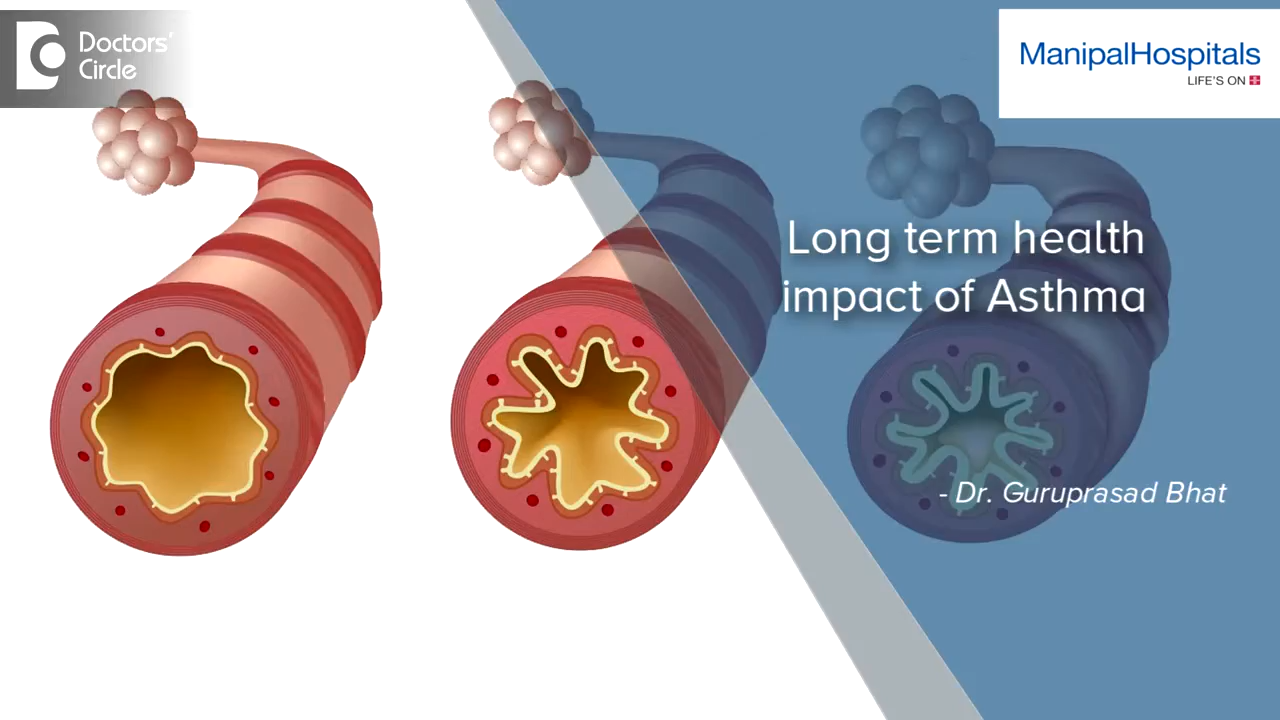 Doctors'
Circle
ManipalHospitals
LIFE'S ON
Long term health
impact of Asthma
- Dr. Guruprasad Bhat